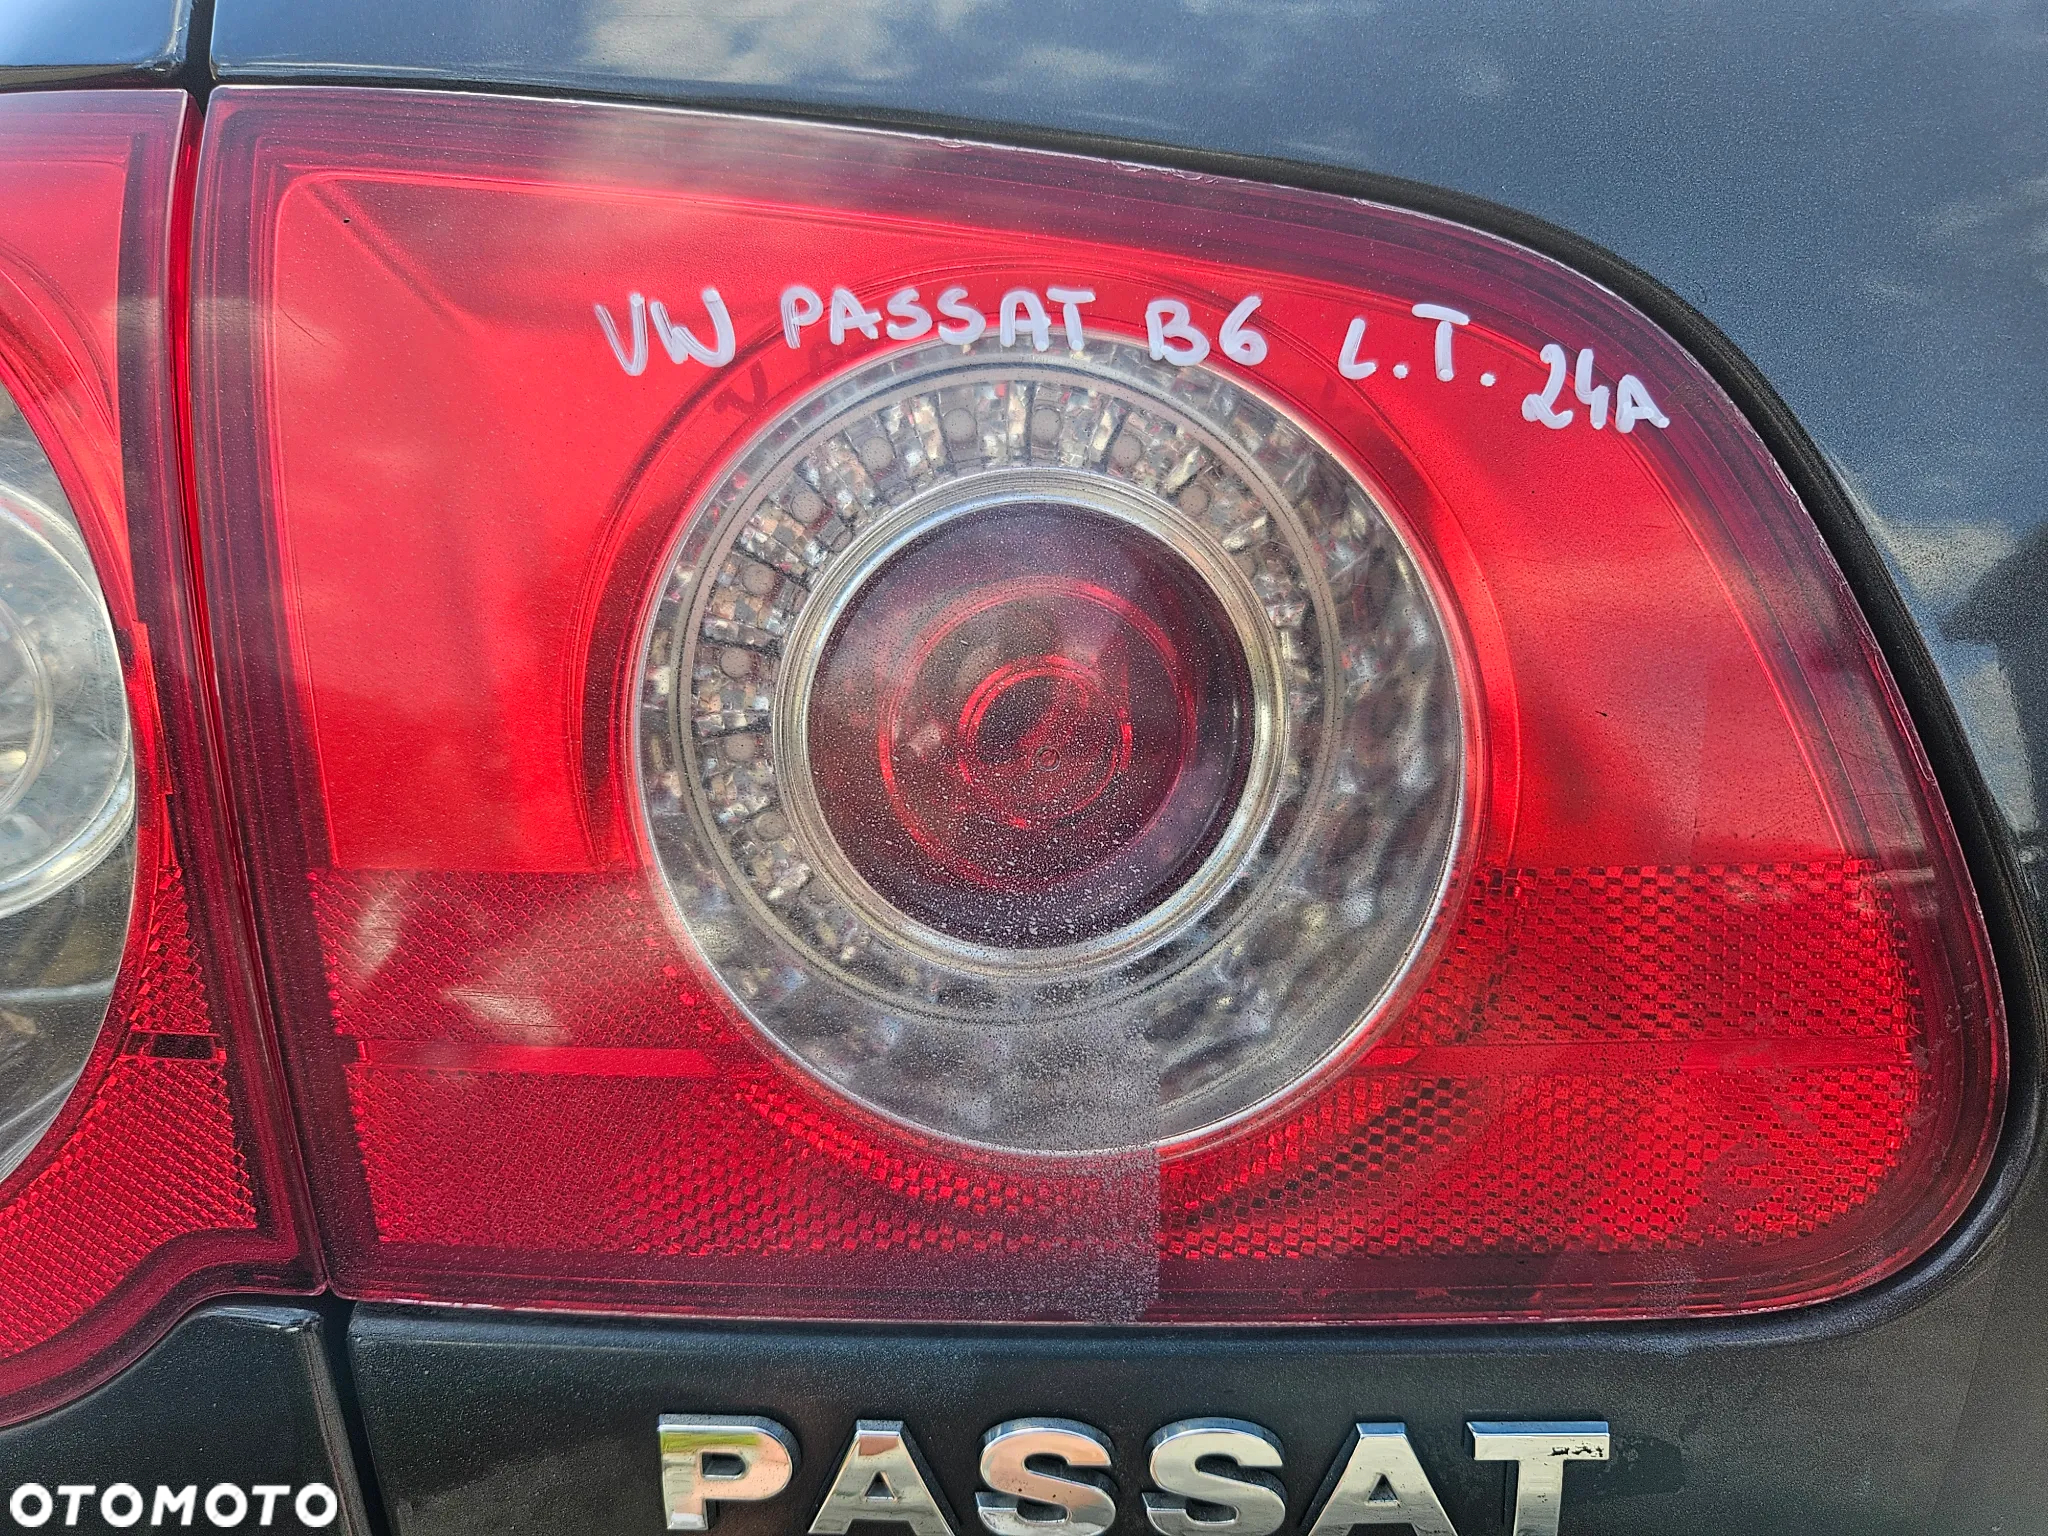 VW PASSAT B6 L.T. 24A
PASSAT
OTOMOTO